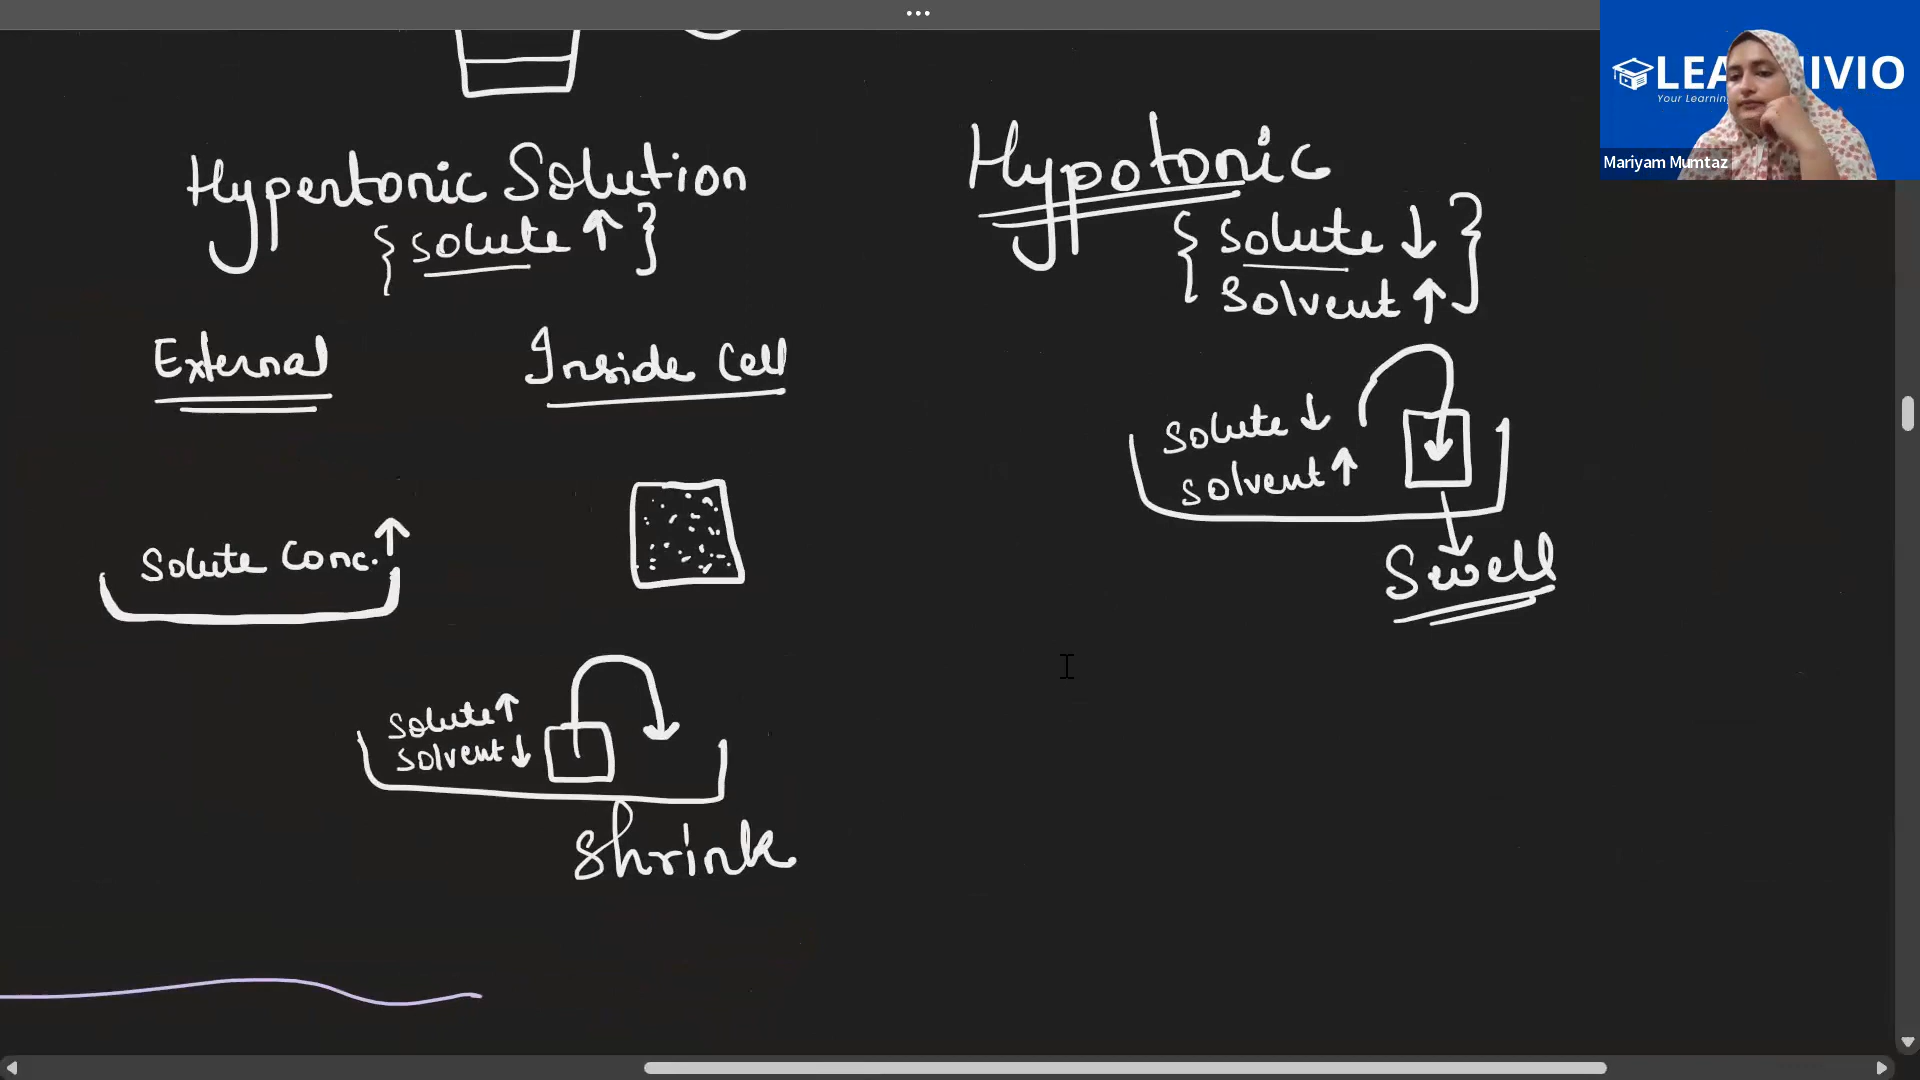 Hypertonic Solution
{ solute ↑ }
External
Inside Cell
Solute Conc. ↑
Solute ↑
solvent ↓
Shrink
Hypotonic
{ Solute ↓
Solvent ↑ }
Solute ↓
solvent ↑
Swell
LEA IVIO
Your Learnin
Mariyam Mumtaz